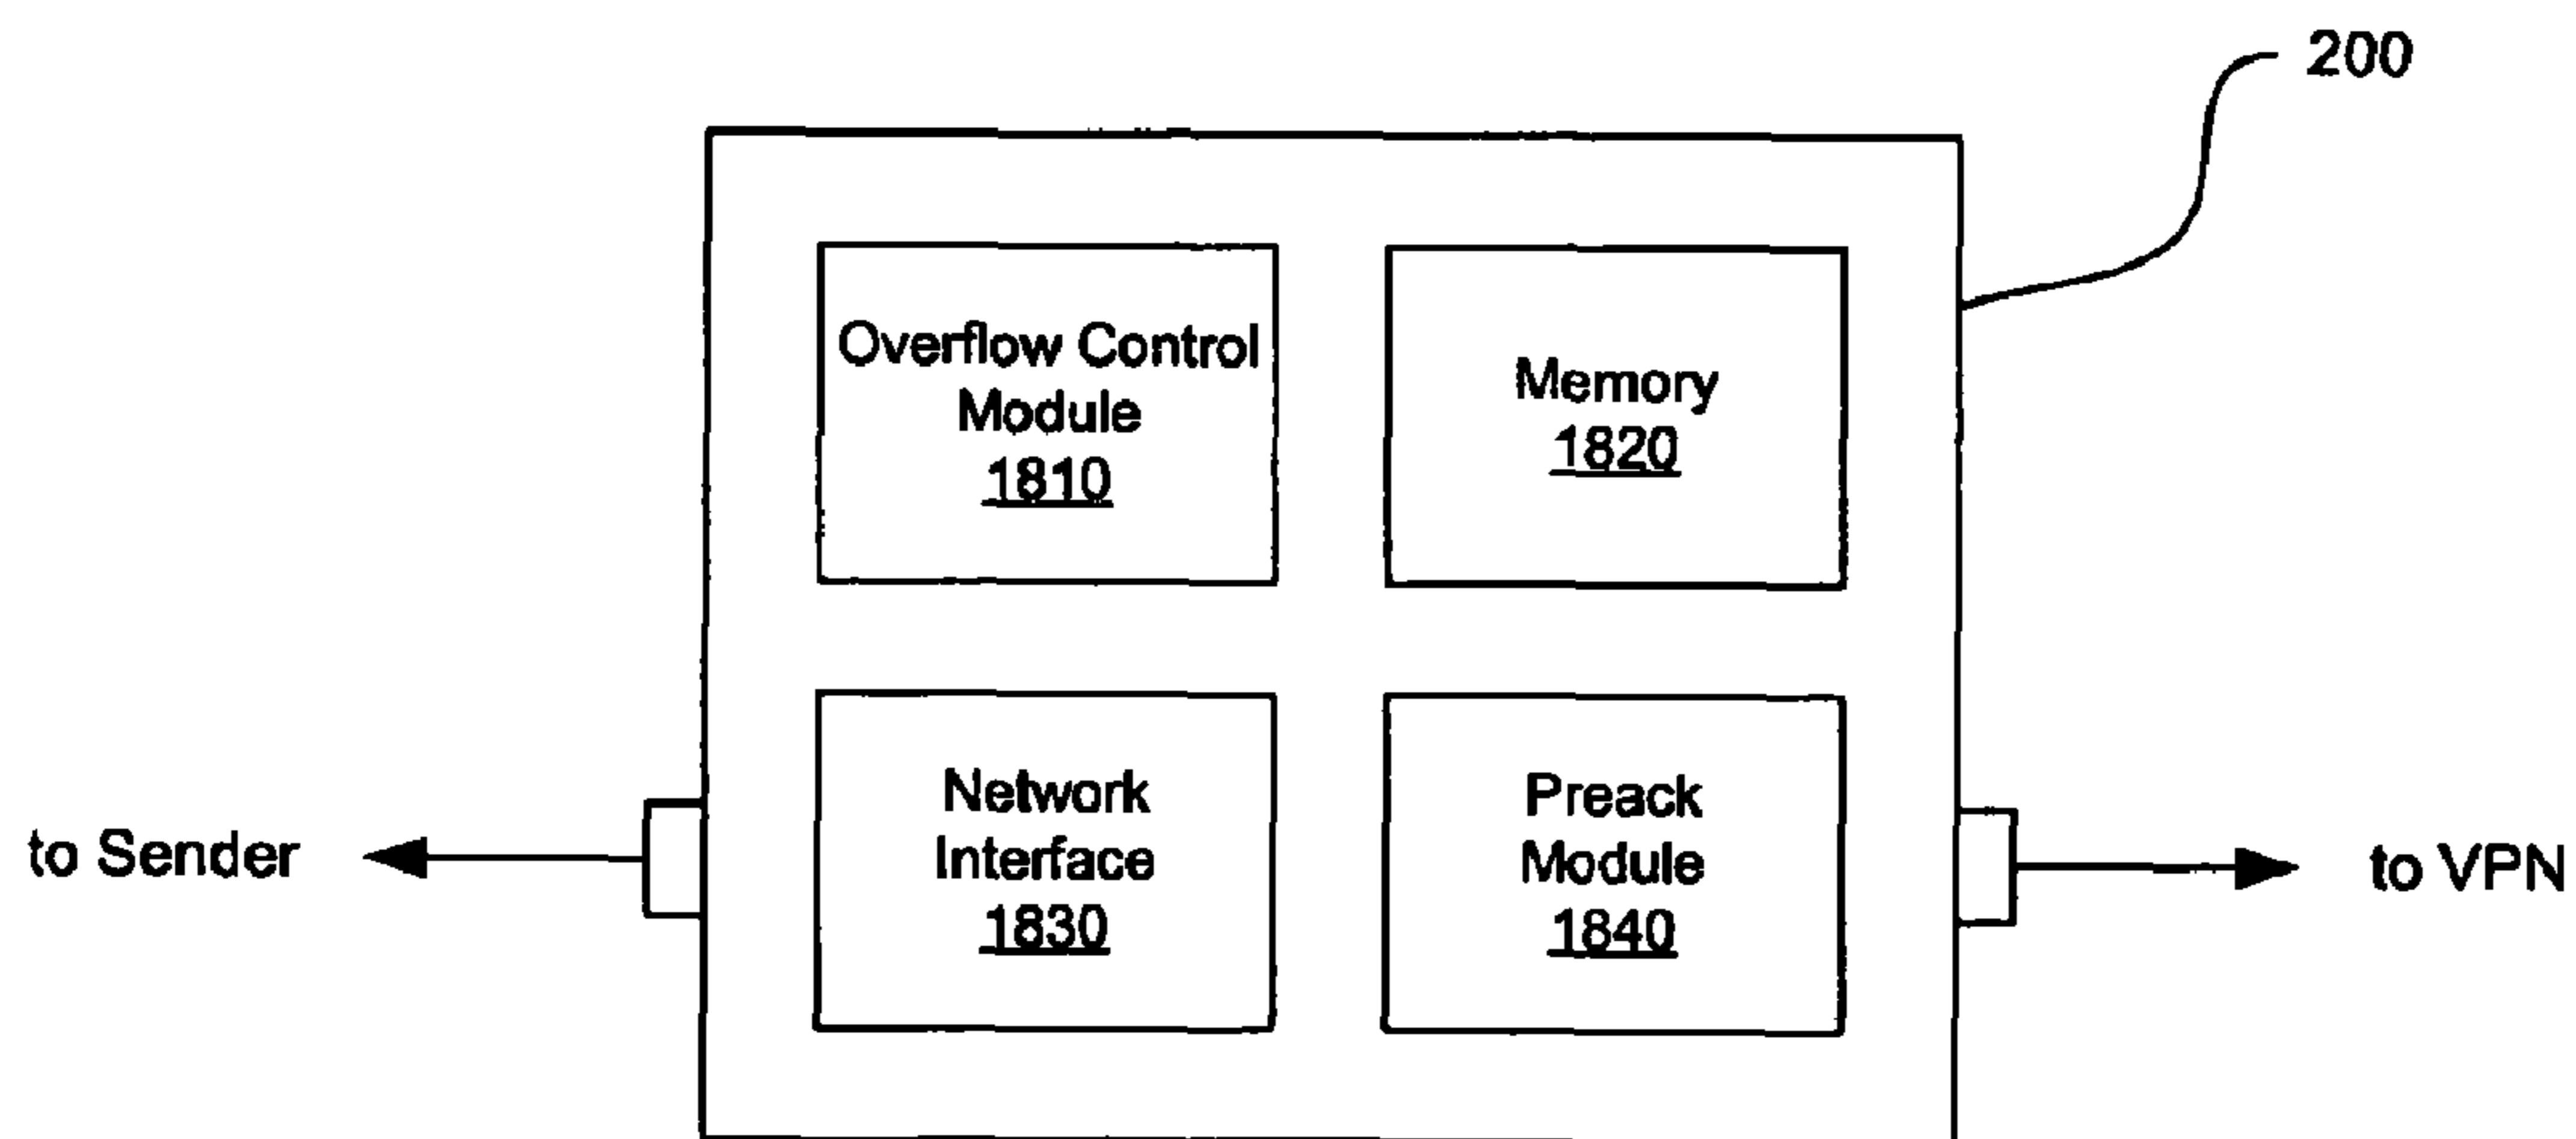 200
Overflow Control
Module
1810
Memory
1820
Network
Interface
1830
Preack
Module
1840
to Sender
to VPN